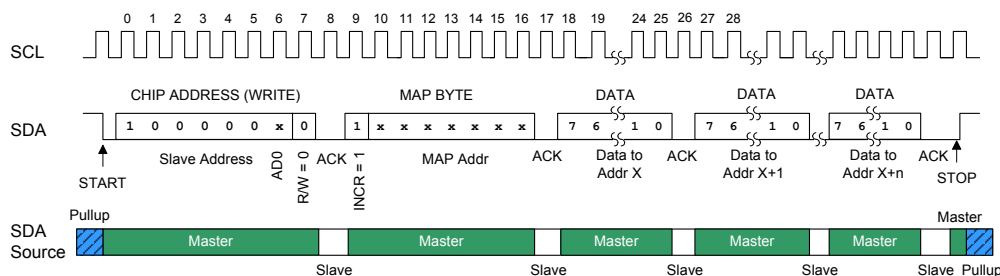 0 1 2 3 4 5 6 7 8 9 10 11 12 13 14 15 16 17 18 19 24 25 26 27 28
SCL
CHIP ADDRESS (WRITE) MAP BYTE DATA DATA DATA
SDA 1 0 0 0 0 0 x 0 1 x x x x x x x 7 6 1 0 7 6 1 0 7 6 1 0
START Slave Address AD0 R/W = 0 ACK INCR = 1 MAP Addr ACK Data to ACK Data to Data to ACK STOP
Addr X Addr X+1 Addr X+n
Pullup Master
SDA Master Master Master Master Master
Source
Slave Slave Slave Slave Slave Pullup